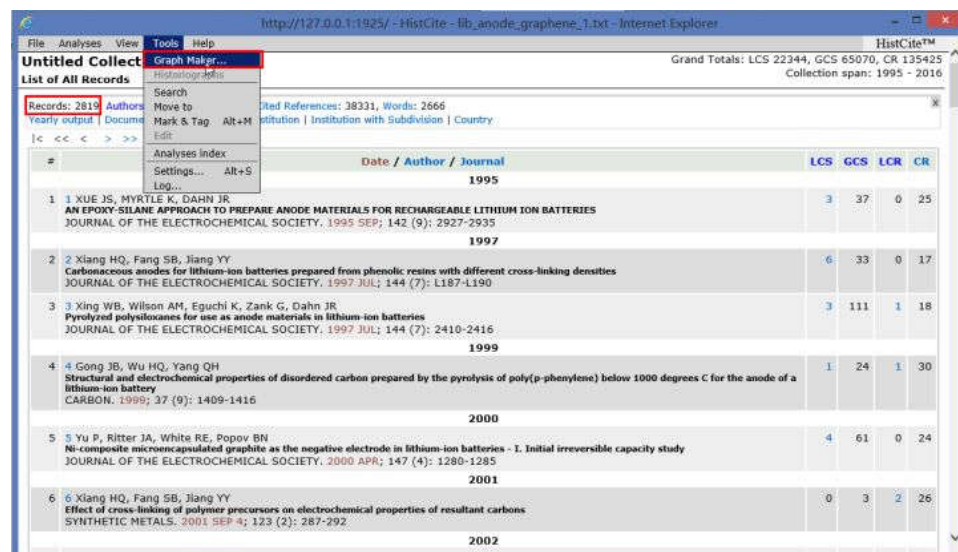 http://127.0.0.1:1925/ - HistCite - lib_anode_graphene_1.txt - Internet Explorer
File Analyses View Tools Help HistCite™
Untitled Collect
Grand Totals: LCS 22344, GCS 65070, CR 135425
List of All Records
Collection span: 1995 - 2016
Graph Maker...
Historiographs
Search
Move to
Mark & Tag Alt+M
Edit
Analyses index
Settings... Alt+S
Log...
Records: 2819 Authors Cited References: 38331, Words: 2666
Yearly output | Docume stitution | Institution with Subdivision | Country
|< << < > >>
# Date / Author / Journal LCS GCS LCR CR
1995
1 1 XUE JS, MYRTLE K, DAHN JR 3 37 0 25
AN EPOXY-SILANE APPROACH TO PREPARE ANODE MATERIALS FOR RECHARGEABLE LITHIUM ION BATTERIES
JOURNAL OF THE ELECTROCHEMICAL SOCIETY. 1995 SEP; 142 (9): 2927-2935
1997
2 2 Xiang HQ, Fang SB, Jiang YY 6 33 0 17
Carbonaceous anodes for lithium-ion batteries prepared from phenolic resins with different cross-linking densities
JOURNAL OF THE ELECTROCHEMICAL SOCIETY. 1997 JUL; 144 (7): L187-L190
3 3 Xing WB, Wilson AM, Eguchi K, Zank G, Dahn JR 3 111 1 18
Pyrolyzed polysiloxanes for use as anode materials in lithium-ion batteries
JOURNAL OF THE ELECTROCHEMICAL SOCIETY. 1997 JUL; 144 (7): 2410-2416
1999
4 4 Gong JB, Wu HQ, Yang QH 1 24 1 30
Structural and electrochemical properties of disordered carbon prepared by the pyrolysis of poly(p-phenylene) below 1000 degrees C for the anode of a
lithium-ion battery
CARBON. 1999; 37 (9): 1409-1416
2000
5 5 Yu P, Ritter JA, White RE, Popov BN 4 61 0 24
Ni-composite microencapsulated graphite as the negative electrode in lithium-ion batteries - I. Initial irreversible capacity study
JOURNAL OF THE ELECTROCHEMICAL SOCIETY. 2000 APR; 147 (4): 1280-1285
2001
6 6 Xiang HQ, Fang SB, Jiang YY 0 3 2 26
Effect of cross-linking of polymer precursors on electrochemical properties of resultant carbons
SYNTHETIC METALS. 2001 SEP 4; 123 (2): 287-292
2002